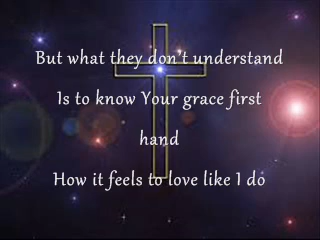 But what they don't understand
Is to know Your grace first
hand
How it feels to love like I do